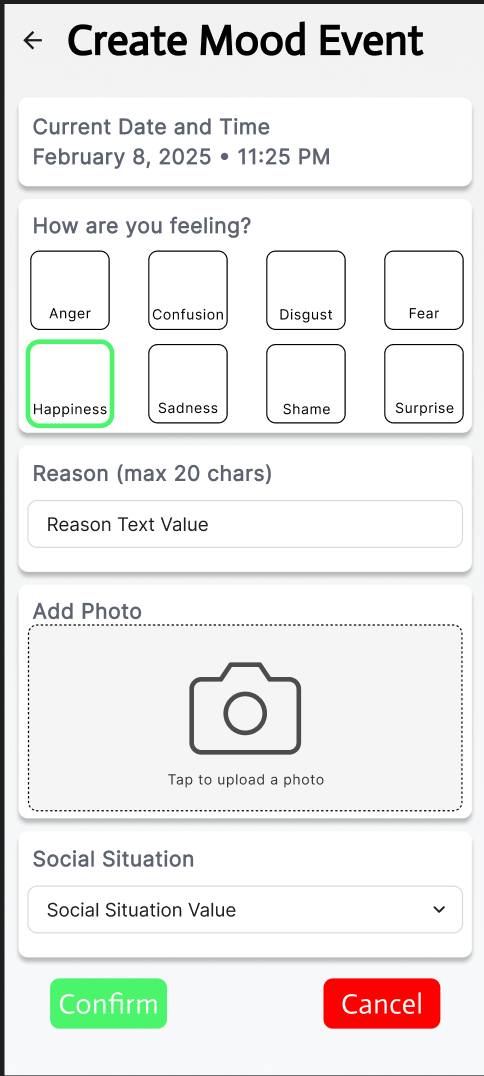 Create Mood Event
Current Date and Time
February 8, 2025 • 11:25 PM
How are you feeling?
Anger Confusion Disgust Fear
Happiness Sadness Shame Surprise
Reason (max 20 chars)
Reason Text Value
Add Photo
Tap to upload a photo
Social Situation
Social Situation Value
Confirm Cancel